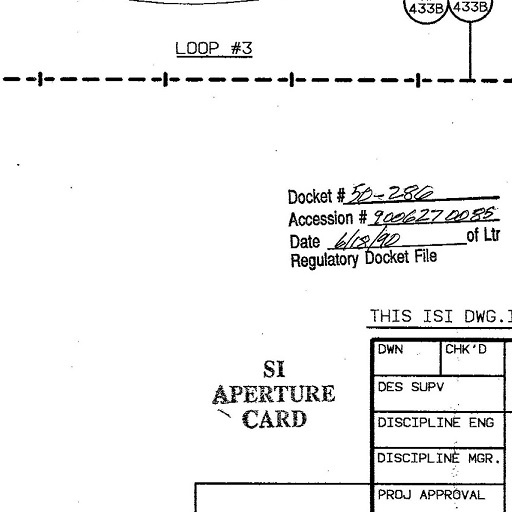 433B 433B
LOOP #3
Docket # 50-286
Accession # 9006270085
Date 6/18/90 of Ltr
Regulatory Docket File
THIS ISI DWG.
SI
APERTURE
CARD
DWN CHK'D
DES SUPV
DISCIPLINE ENG
DISCIPLINE MGR.
PROJ APPROVAL